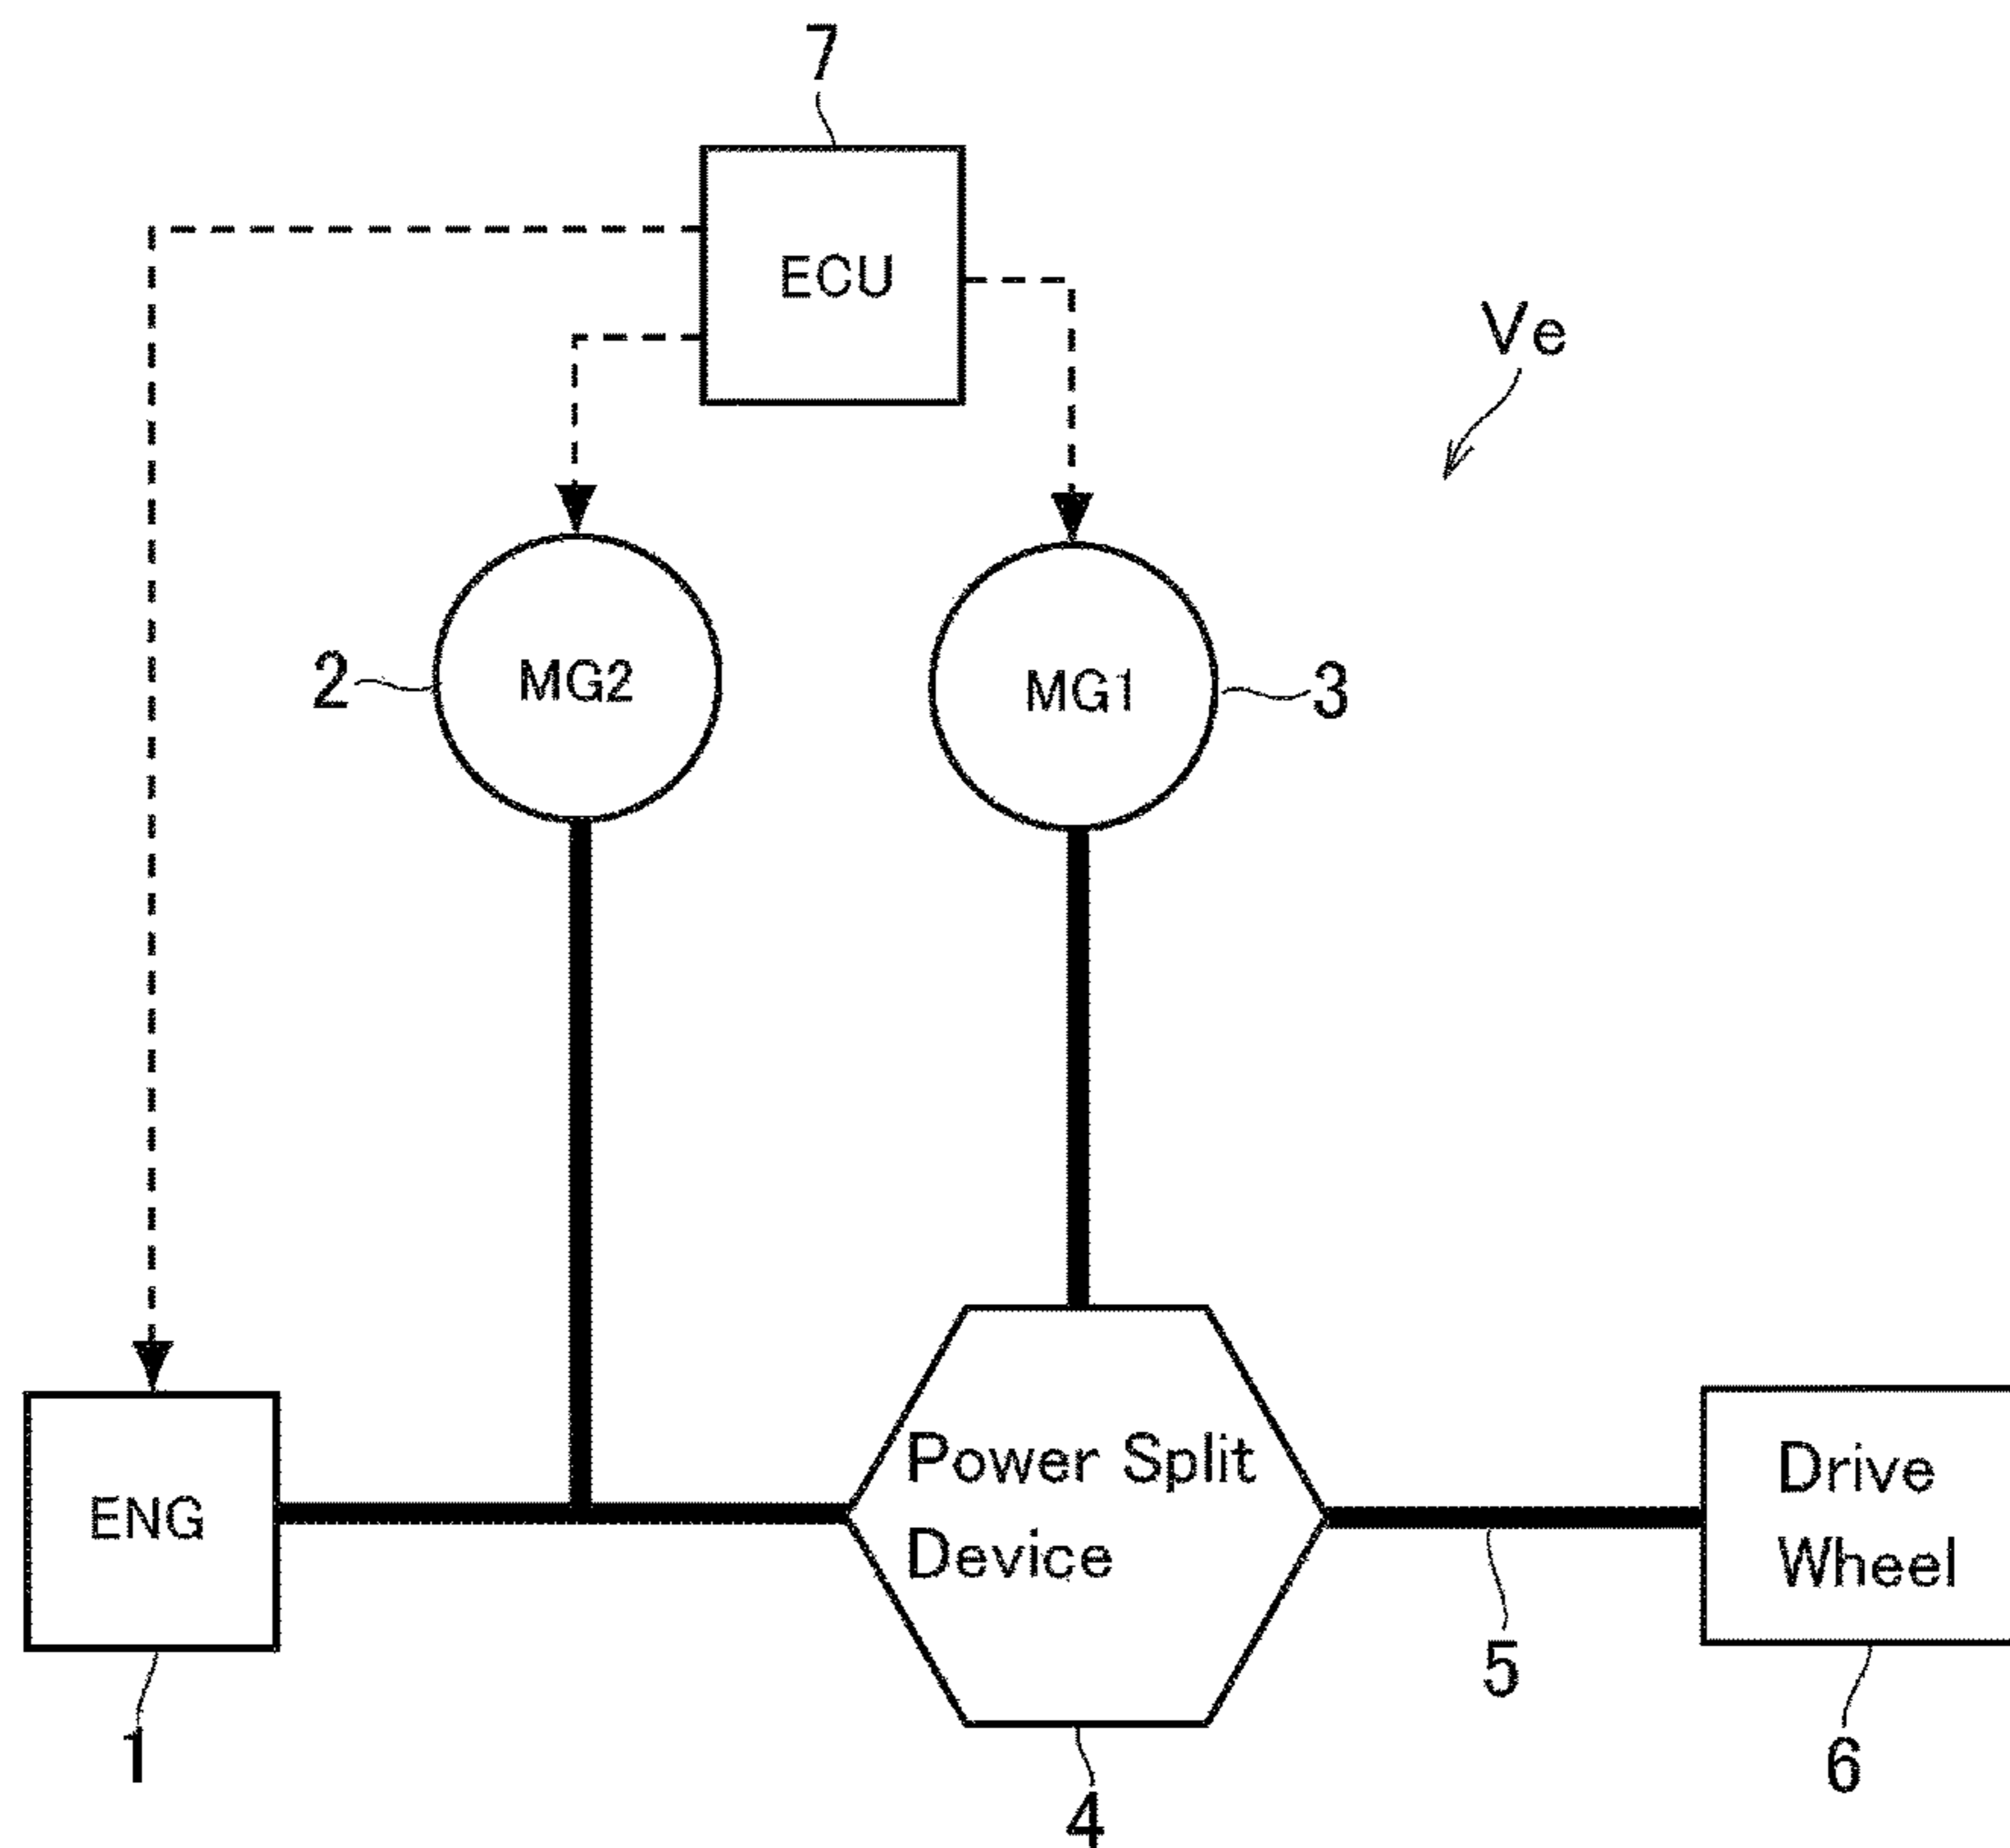 7
ECU
Ve
2
MG2
MG1
3
ENG
Power Split
Device
Drive
Wheel
1
4
5
6